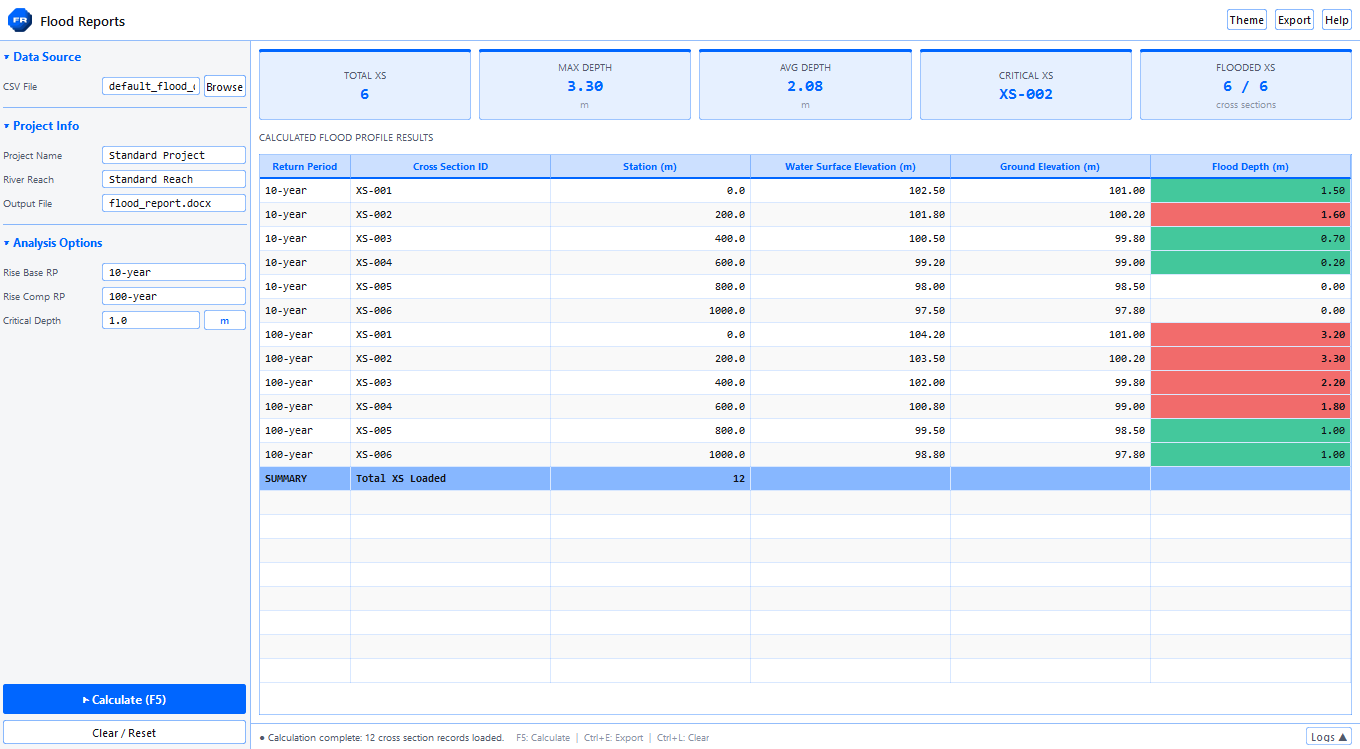 FR Flood Reports Theme Export Help
▾ Data Source
CSV File default_flood_ Browse
▾ Project Info
Project Name Standard Project
River Reach Standard Reach
Output File flood_report.docx
▾ Analysis Options
Rise Base RP 10-year
Rise Comp RP 100-year
Critical Depth 1.0 m
▶ Calculate (F5)
Clear / Reset
TOTAL XS
6
MAX DEPTH
3.30
m
AVG DEPTH
2.08
m
CRITICAL XS
XS-002
FLOODED XS
6 / 6
cross sections
CALCULATED FLOOD PROFILE RESULTS
Return Period Cross Section ID Station (m) Water Surface Elevation (m) Ground Elevation (m) Flood Depth (m)
10-year XS-001 0.0 102.50 101.00 1.50
10-year XS-002 200.0 101.80 100.20 1.60
10-year XS-003 400.0 100.50 99.80 0.70
10-year XS-004 600.0 99.20 99.00 0.20
10-year XS-005 800.0 98.00 98.50 0.00
10-year XS-006 1000.0 97.50 97.80 0.00
100-year XS-001 0.0 104.20 101.00 3.20
100-year XS-002 200.0 103.50 100.20 3.30
100-year XS-003 400.0 102.00 99.80 2.20
100-year XS-004 600.0 100.80 99.00 1.80
100-year XS-005 800.0 99.50 98.50 1.00
100-year XS-006 1000.0 98.80 97.80 1.00
SUMMARY Total XS Loaded 12
● Calculation complete: 12 cross section records loaded. F5: Calculate | Ctrl+E: Export | Ctrl+L: Clear Logs ▲